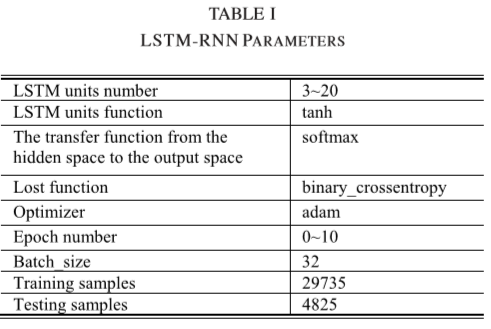 TABLE I
LSTM-RNN PARAMETERS
LSTM units number 3~20
LSTM units function tanh
The transfer function from the softmax
hidden space to the output space
Lost function binary_crossentropy
Optimizer adam
Epoch number 0~10
Batch_size 32
Training samples 29735
Testing samples 4825